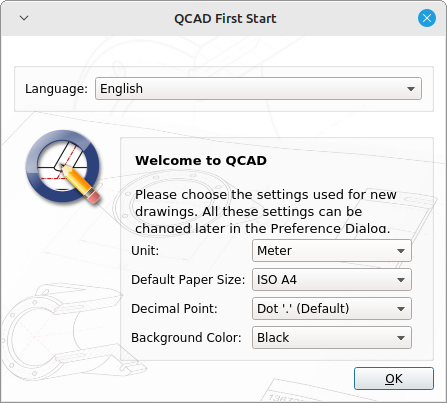 QCAD First Start
Language: English
Welcome to QCAD
Please choose the settings used for new
drawings. All these settings can be
changed later in the Preference Dialog.
Unit: Meter
Default Paper Size: ISO A4
Decimal Point: Dot '.' (Default)
Background Color: Black
OK